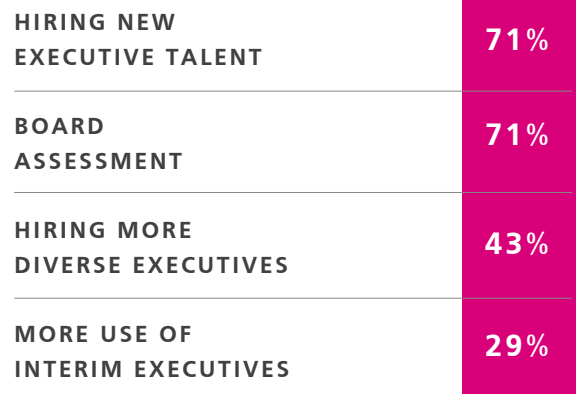 HIRING NEW
EXECUTIVE TALENT
71%
BOARD
ASSESSMENT
71%
HIRING MORE
DIVERSE EXECUTIVES
43%
MORE USE OF
INTERIM EXECUTIVES
29%